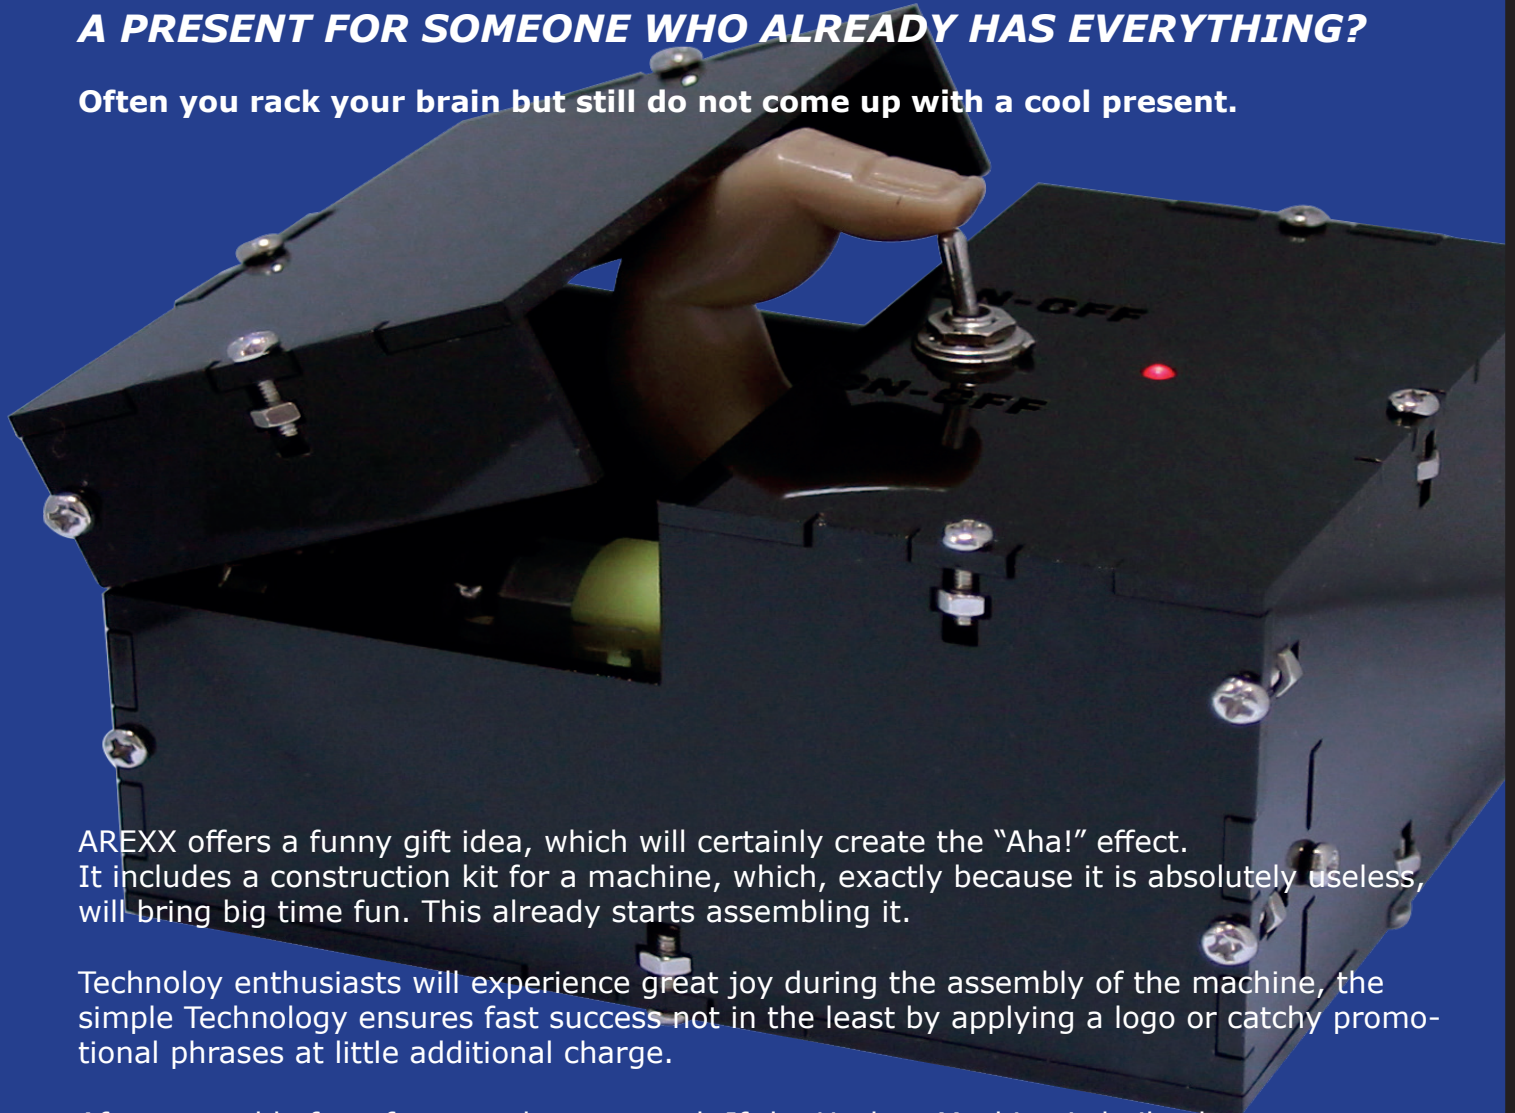 A PRESENT FOR SOMEONE WHO ALREADY HAS EVERYTHING?
Often you rack your brain but still do not come up with a cool present.
ON-OFF
ON-OFF
AREXX offers a funny gift idea, which will certainly create the “Aha!” effect.
It includes a construction kit for a machine, which, exactly because it is absolutely useless,
will bring big time fun. This already starts assembling it.
Technoloy enthusiasts will experience great joy during the assembly of the machine, the
simple Technology ensures fast success not in the least by applying a logo or catchy promo-
tional phrases at little additional charge.